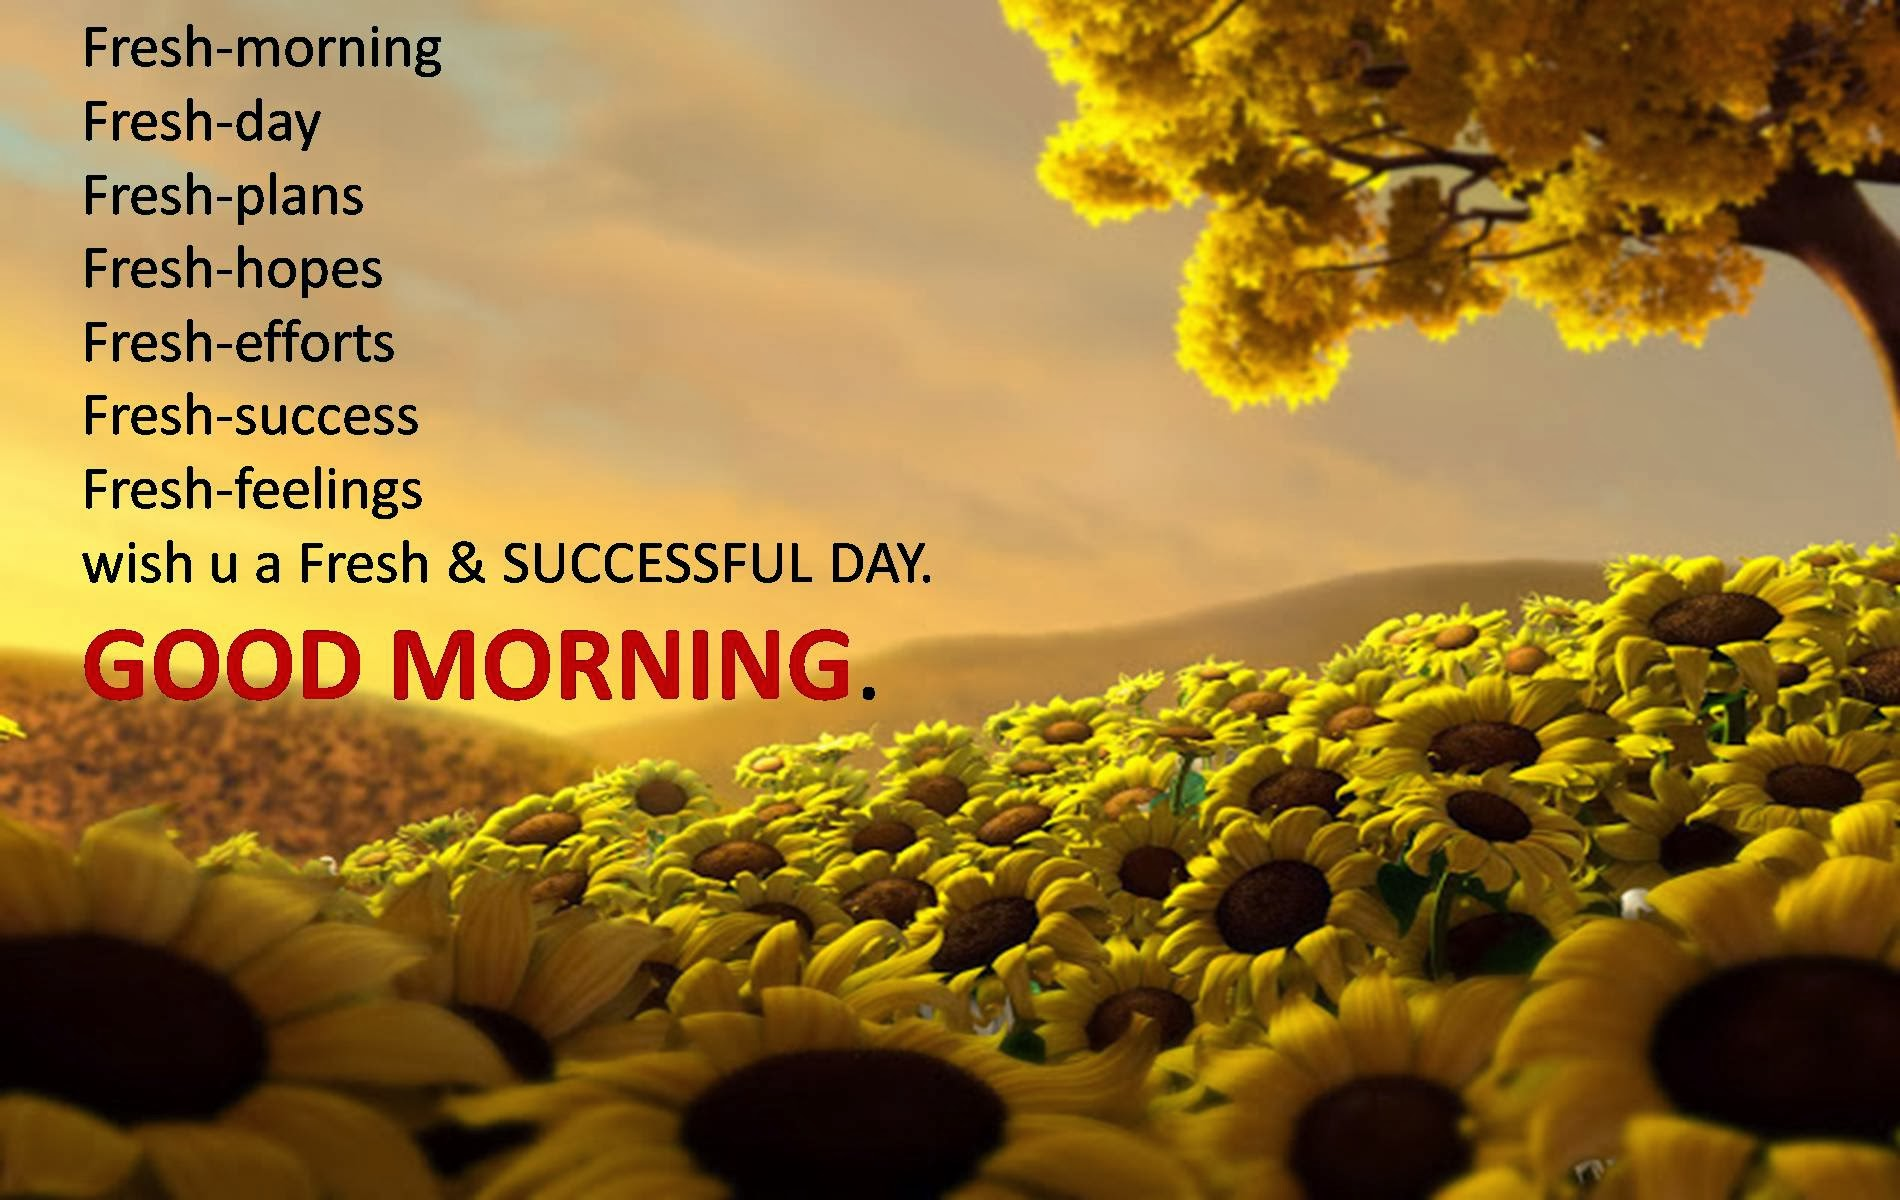 Fresh-morning
Fresh-day
Fresh-plans
Fresh-hopes
Fresh-efforts
Fresh-success
Fresh-feelings
wish u a Fresh & SUCCESSFUL DAY.
GOOD MORNING.